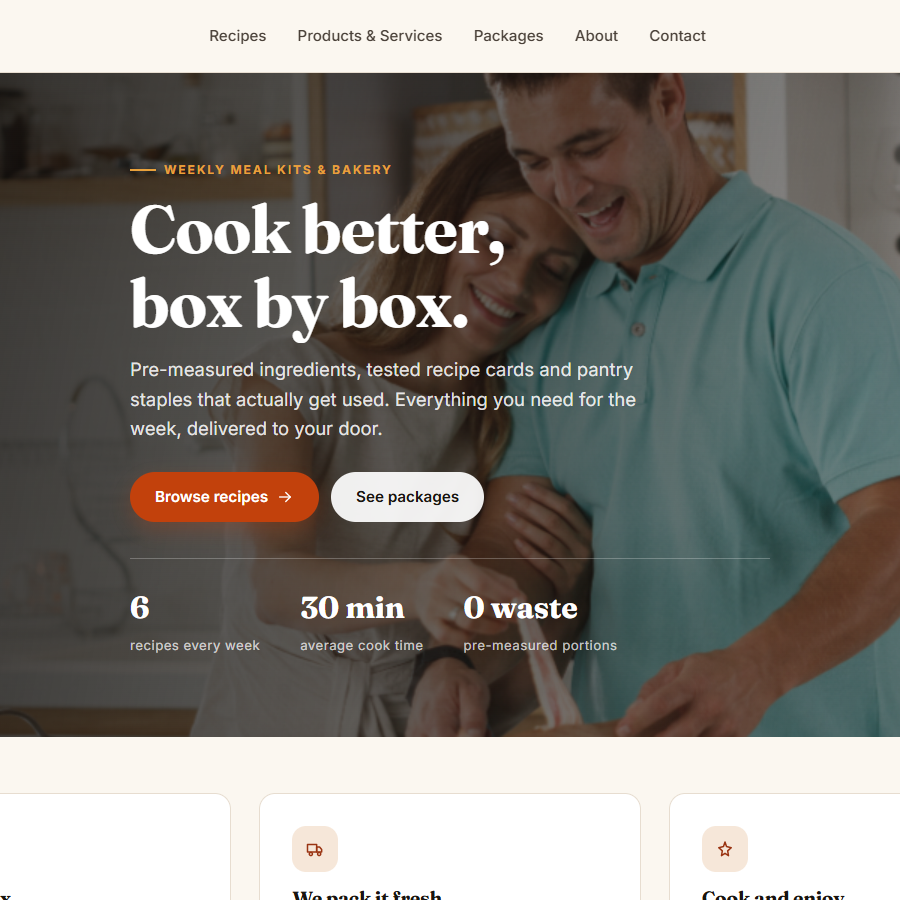 Recipes Products & Services Packages About Contact
WEEKLY MEAL KITS & BAKERY
Cook better,
box by box.
Pre-measured ingredients, tested recipe cards and pantry
staples that actually get used. Everything you need for the
week, delivered to your door.
Browse recipes → See packages
6 30 min 0 waste
recipes every week average cook time pre-measured portions
We pack it fresh Cook and enjoy